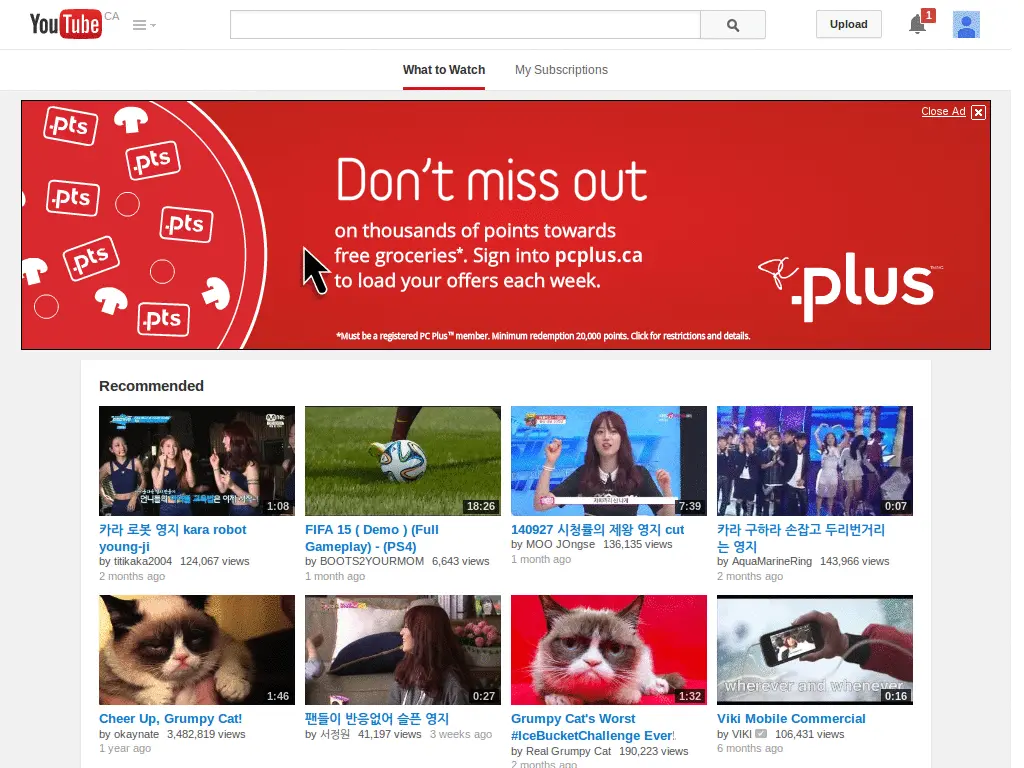 YouTube CA
Upload
1
What to Watch My Subscriptions
Close Ad
.pts
.pts
.pts
.pts
.pts
.pts
Don't miss out
on thousands of points towards
free groceries*. Sign into pcplus.ca
to load your offers each week.
.plus
*Must be a registered PC Plus™ member. Minimum redemption 20,000 points. Click for restrictions and details.
Recommended
1:08
18:26
7:39
0:07
카라 로봇 영지 kara robot
young-ji
by titikaka2004 124,067 views
2 months ago
FIFA 15 ( Demo ) (Full
Gameplay) - (PS4)
by BOOTS2YOURMOM 6,643 views
1 month ago
140927 시청률의 제왕 영지 cut
by MOO JOngse 136,135 views
1 month ago
카라 구하라 손잡고 두리번거리
는 영지
by AquaMarineRing 143,966 views
2 months ago
1:46
0:27
1:32
wherever and whenever
0:16
Cheer Up, Grumpy Cat!
by okaynate 3,482,819 views
1 year ago
팬들이 반응없어 슬픈 영지
by 서정원 41,197 views 3 weeks ago
Grumpy Cat's Worst
#IceBucketChallenge Ever!
by Real Grumpy Cat 190,223 views
2 months ago
Viki Mobile Commercial
by VIKI 106,431 views
6 months ago